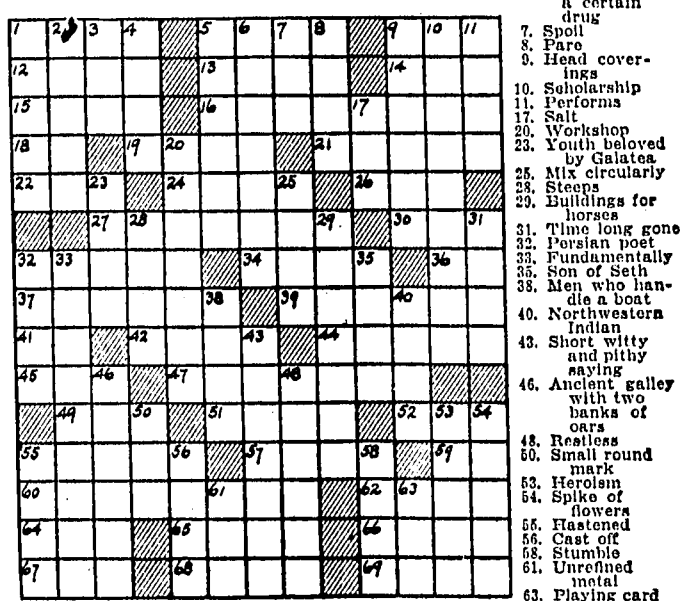 a certain
drug
7. Spoil
8. Pare
9. Head cover-
ings
10. Scholarship
11. Performs
17. Salt
20. Workshop
23. Youth beloved
by Galatea
25. Mix circularly
28. Steeps
29. Buildings for
horses
31. Time long gone
32. Persian poet
33. Fundamentally
35. Son of Seth
38. Men who han-
dle a boat
40. Northwestern
Indian
43. Short witty
and pithy
saying
46. Ancient galley
with two
banks of
oars
48. Restless
50. Small round
mark
53. Heroism
54. Spike of
flowers
55. Hastened
56. Cast off
58. Stumble
61. Unrefined
metal
63. Playing card
1 2 3 4 5 6 7 8 9 10 11
12 13 14
15 16 17
18 19 20 21
22 23 24 25 26
27 28 29 30 31
32 33 34 35 36
37 38 39 40
41 42 43 44
45 46 47 48
49 50 51 52 53 54
55 56 57 58 59
60 61 62 63
64 65 66
67 68 69